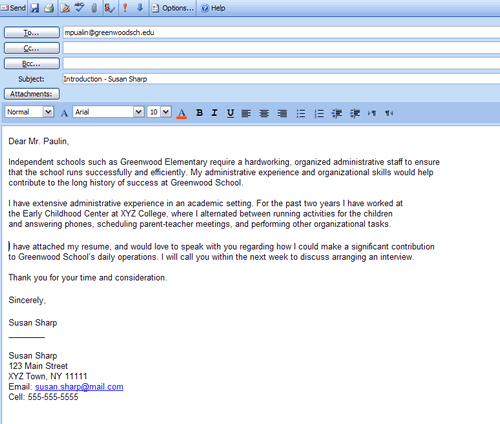 Send ABC Options... Help
To... mpualin@greenwoodsch.edu
Cc...
Bcc...
Subject: Introduction - Susan Sharp
Attachments:
Normal A Arial 10 A B I U
Dear Mr. Paulin,
Independent schools such as Greenwood Elementary require a hardworking, organized administrative staff to ensure
that the school runs successfully and efficiently. My administrative experience and organizational skills would help
contribute to the long history of success at Greenwood School.
I have extensive administrative experience in an academic setting. For the past two years I have worked at
the Early Childhood Center at XYZ College, where I alternated between running activities for the children
and answering phones, scheduling parent-teacher meetings, and performing other organizational tasks.
I have attached my resume, and would love to speak with you regarding how I could make a significant contribution
to Greenwood School's daily operations. I will call you within the next week to discuss arranging an interview.
Thank you for your time and consideration.
Sincerely,
Susan Sharp
________
Susan Sharp
123 Main Street
XYZ Town, NY 11111
Email: susan.sharp@mail.com
Cell: 555-555-5555